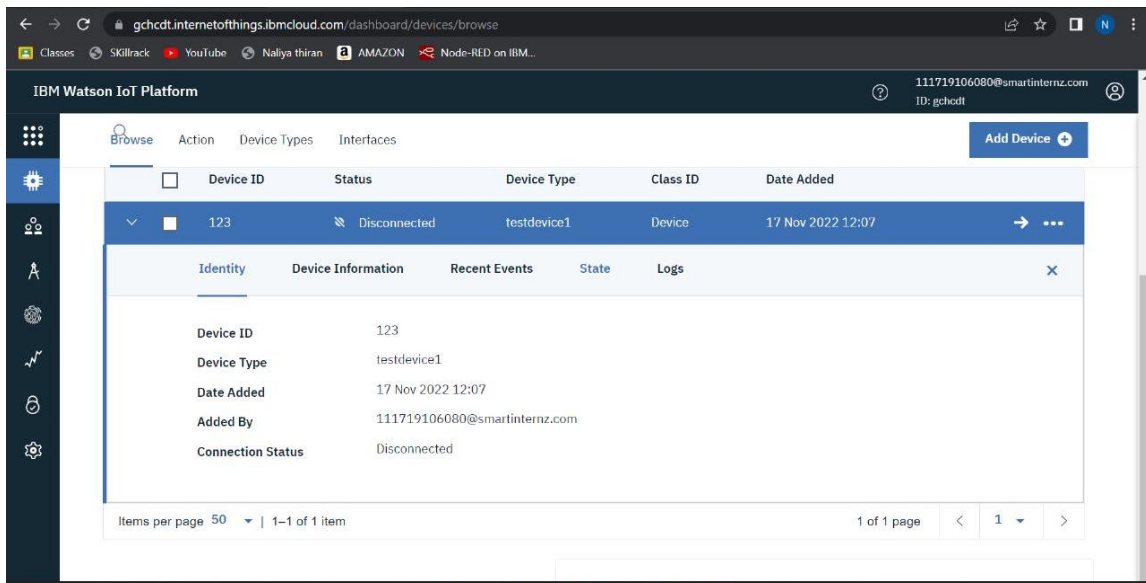 gchcdt.internetofthings.ibmcloud.com/dashboard/devices/browse
N
Classes SKillrack YouTube Naliya thiran a AMAZON Node-RED on IBM...
IBM Watson IoT Platform
?
111719106080@smartinternz.com
ID: gchcdt
Browse Action Device Types Interfaces
Add Device
Device ID Status Device Type Class ID Date Added
123 Disconnected testdevice1 Device 17 Nov 2022 12:07
Identity Device Information Recent Events State Logs
Device ID 123
Device Type testdevice1
Date Added 17 Nov 2022 12:07
Added By 111719106080@smartinternz.com
Connection Status Disconnected
Items per page 50 | 1–1 of 1 item 1 of 1 page < 1 >